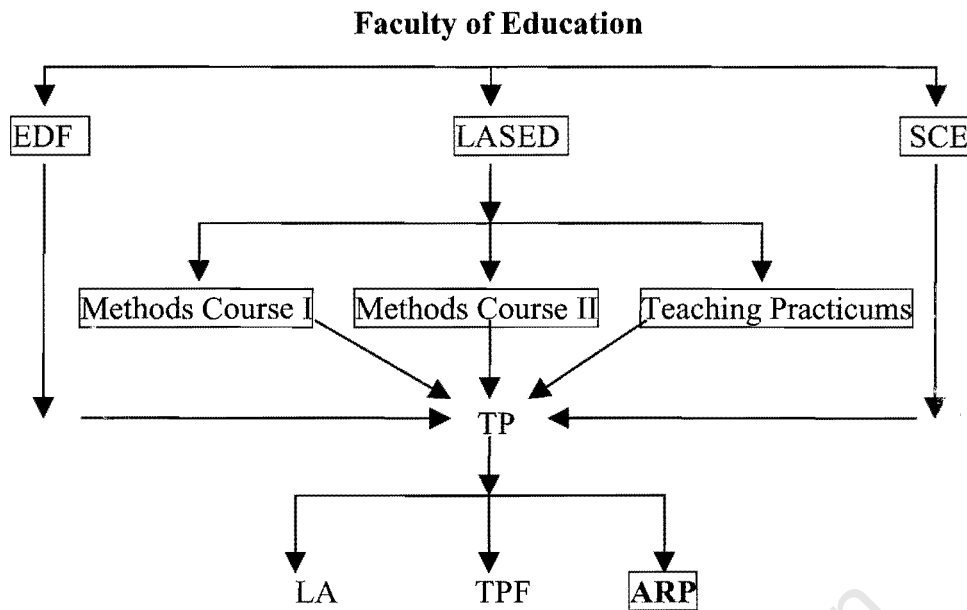 Faculty of Education
EDF LASED SCE
Methods Course I Methods Course II Teaching Practicums
TP
LA TPF ARP